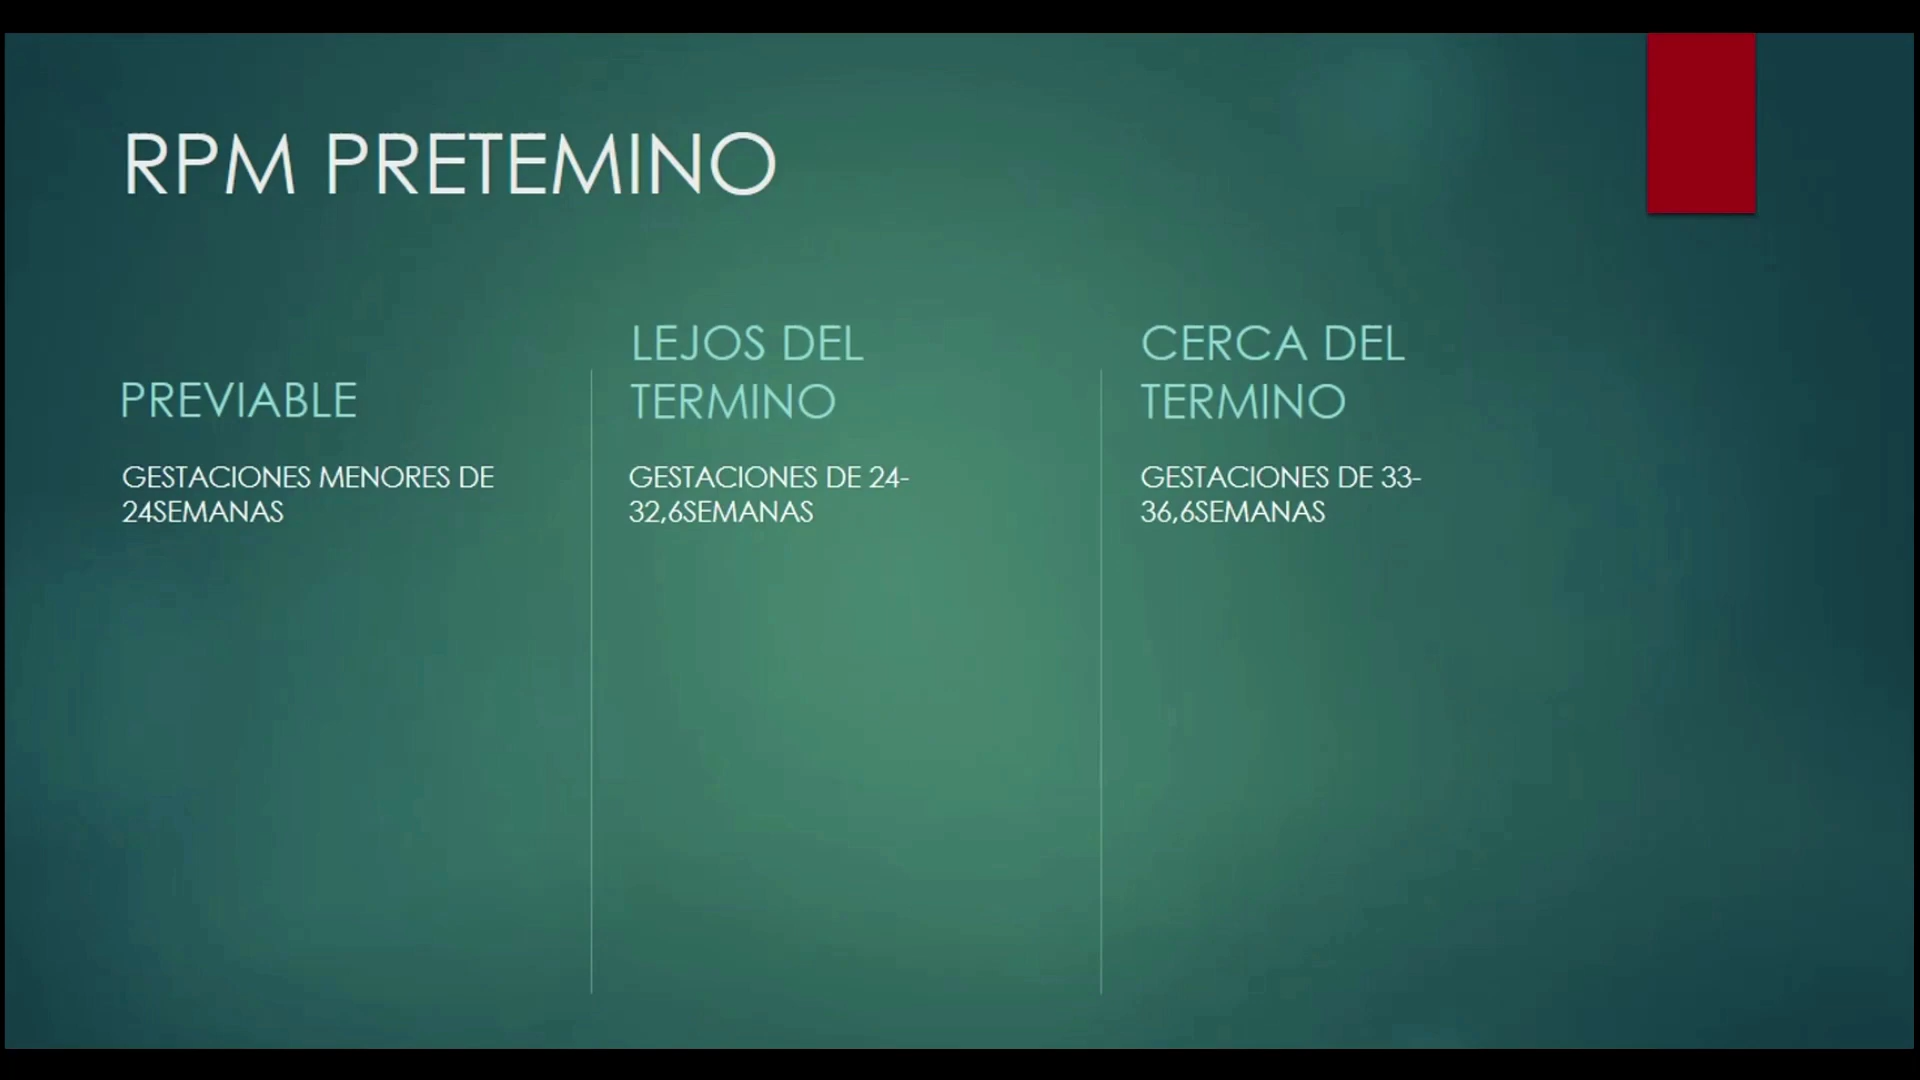 RPM PRETEMINO
PREVIABLE
GESTACIONES MENORES DE
24SEMANAS
LEJOS DEL
TERMINO
GESTACIONES DE 24-
32,6SEMANAS
CERCA DEL
TERMINO
GESTACIONES DE 33-
36,6SEMANAS